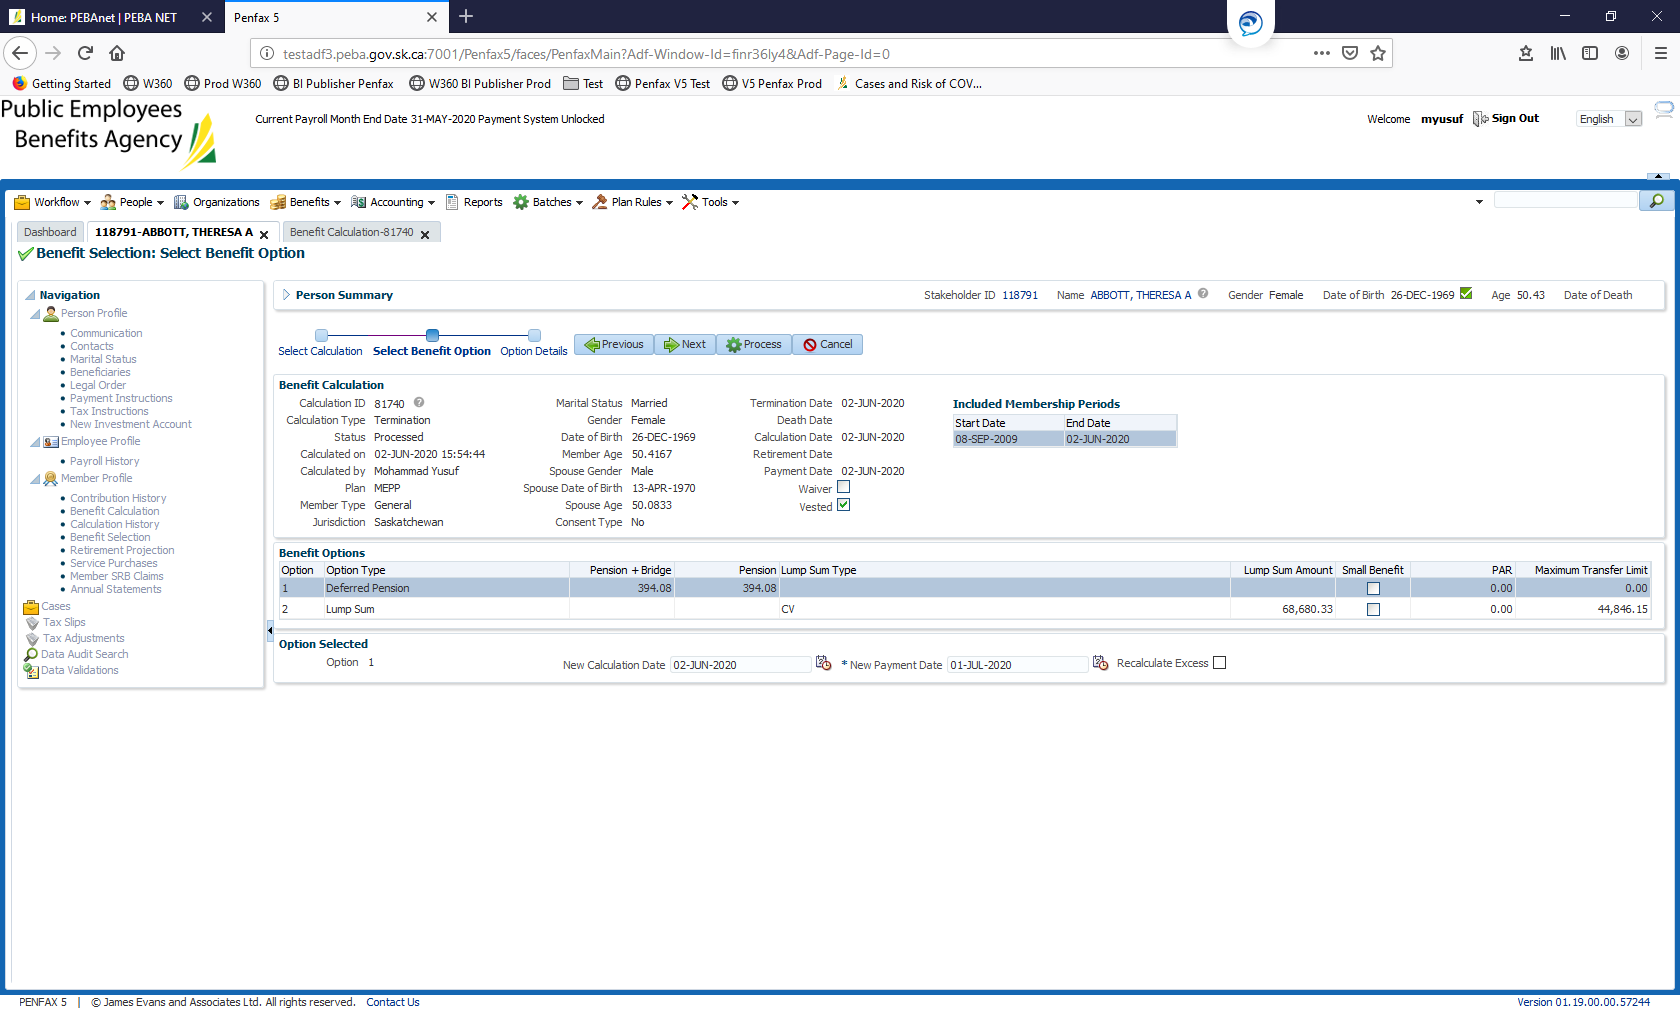 Home: PEBAnet | PEBA NET
Penfax 5
testadf3.peba.gov.sk.ca:7001/Penfax5/faces/PenfaxMain?Adf-Window-Id=finr36ly4&Adf-Page-Id=0
Getting Started W360 Prod W360 BI Publisher Penfax W360 BI Publisher Prod Test Penfax V5 Test V5 Penfax Prod Cases and Risk of COV...
Public Employees
Benefits Agency
Current Payroll Month End Date 31-MAY-2020 Payment System Unlocked
Welcome myusuf Sign Out English
Workflow People Organizations Benefits Accounting Reports Batches Plan Rules Tools
Dashboard 118791-ABBOTT, THERESA A Benefit Calculation-81740
Benefit Selection: Select Benefit Option
Navigation
Person Profile
Communication
Contacts
Marital Status
Beneficiaries
Legal Order
Payment Instructions
Tax Instructions
New Investment Account
Employee Profile
Payroll History
Member Profile
Contribution History
Benefit Calculation
Calculation History
Benefit Selection
Retirement Projection
Service Purchases
Member SRB Claims
Annual Statements
Cases
Tax Slips
Tax Adjustments
Data Audit Search
Data Validations
Person Summary
Stakeholder ID 118791 Name ABBOTT, THERESA A Gender Female Date of Birth 26-DEC-1969 Age 50.43 Date of Death
Select Calculation Select Benefit Option Option Details Previous Next Process Cancel
Benefit Calculation
Calculation ID 81740
Calculation Type Termination
Status Processed
Calculated on 02-JUN-2020 15:54:44
Calculated by Mohammad Yusuf
Plan MEPP
Member Type General
Jurisdiction Saskatchewan
Marital Status Married
Gender Female
Date of Birth 26-DEC-1969
Member Age 50.4167
Spouse Gender Male
Spouse Date of Birth 13-APR-1970
Spouse Age 50.0833
Consent Type No
Termination Date 02-JUN-2020
Death Date
Calculation Date 02-JUN-2020
Retirement Date
Payment Date 02-JUN-2020
Waiver
Vested
Included Membership Periods
Start Date End Date
08-SEP-2009 02-JUN-2020
Benefit Options
Option Option Type Pension + Bridge Pension Lump Sum Type Lump Sum Amount Small Benefit PAR Maximum Transfer Limit
1 Deferred Pension 394.08 394.08 0.00 0.00
2 Lump Sum CV 68,680.33 0.00 44,846.15
Option Selected
Option 1 New Calculation Date 02-JUN-2020 * New Payment Date 01-JUL-2020 Recalculate Excess
PENFAX 5 | © James Evans and Associates Ltd. All rights reserved. Contact Us
Version 01.19.00.00.57244